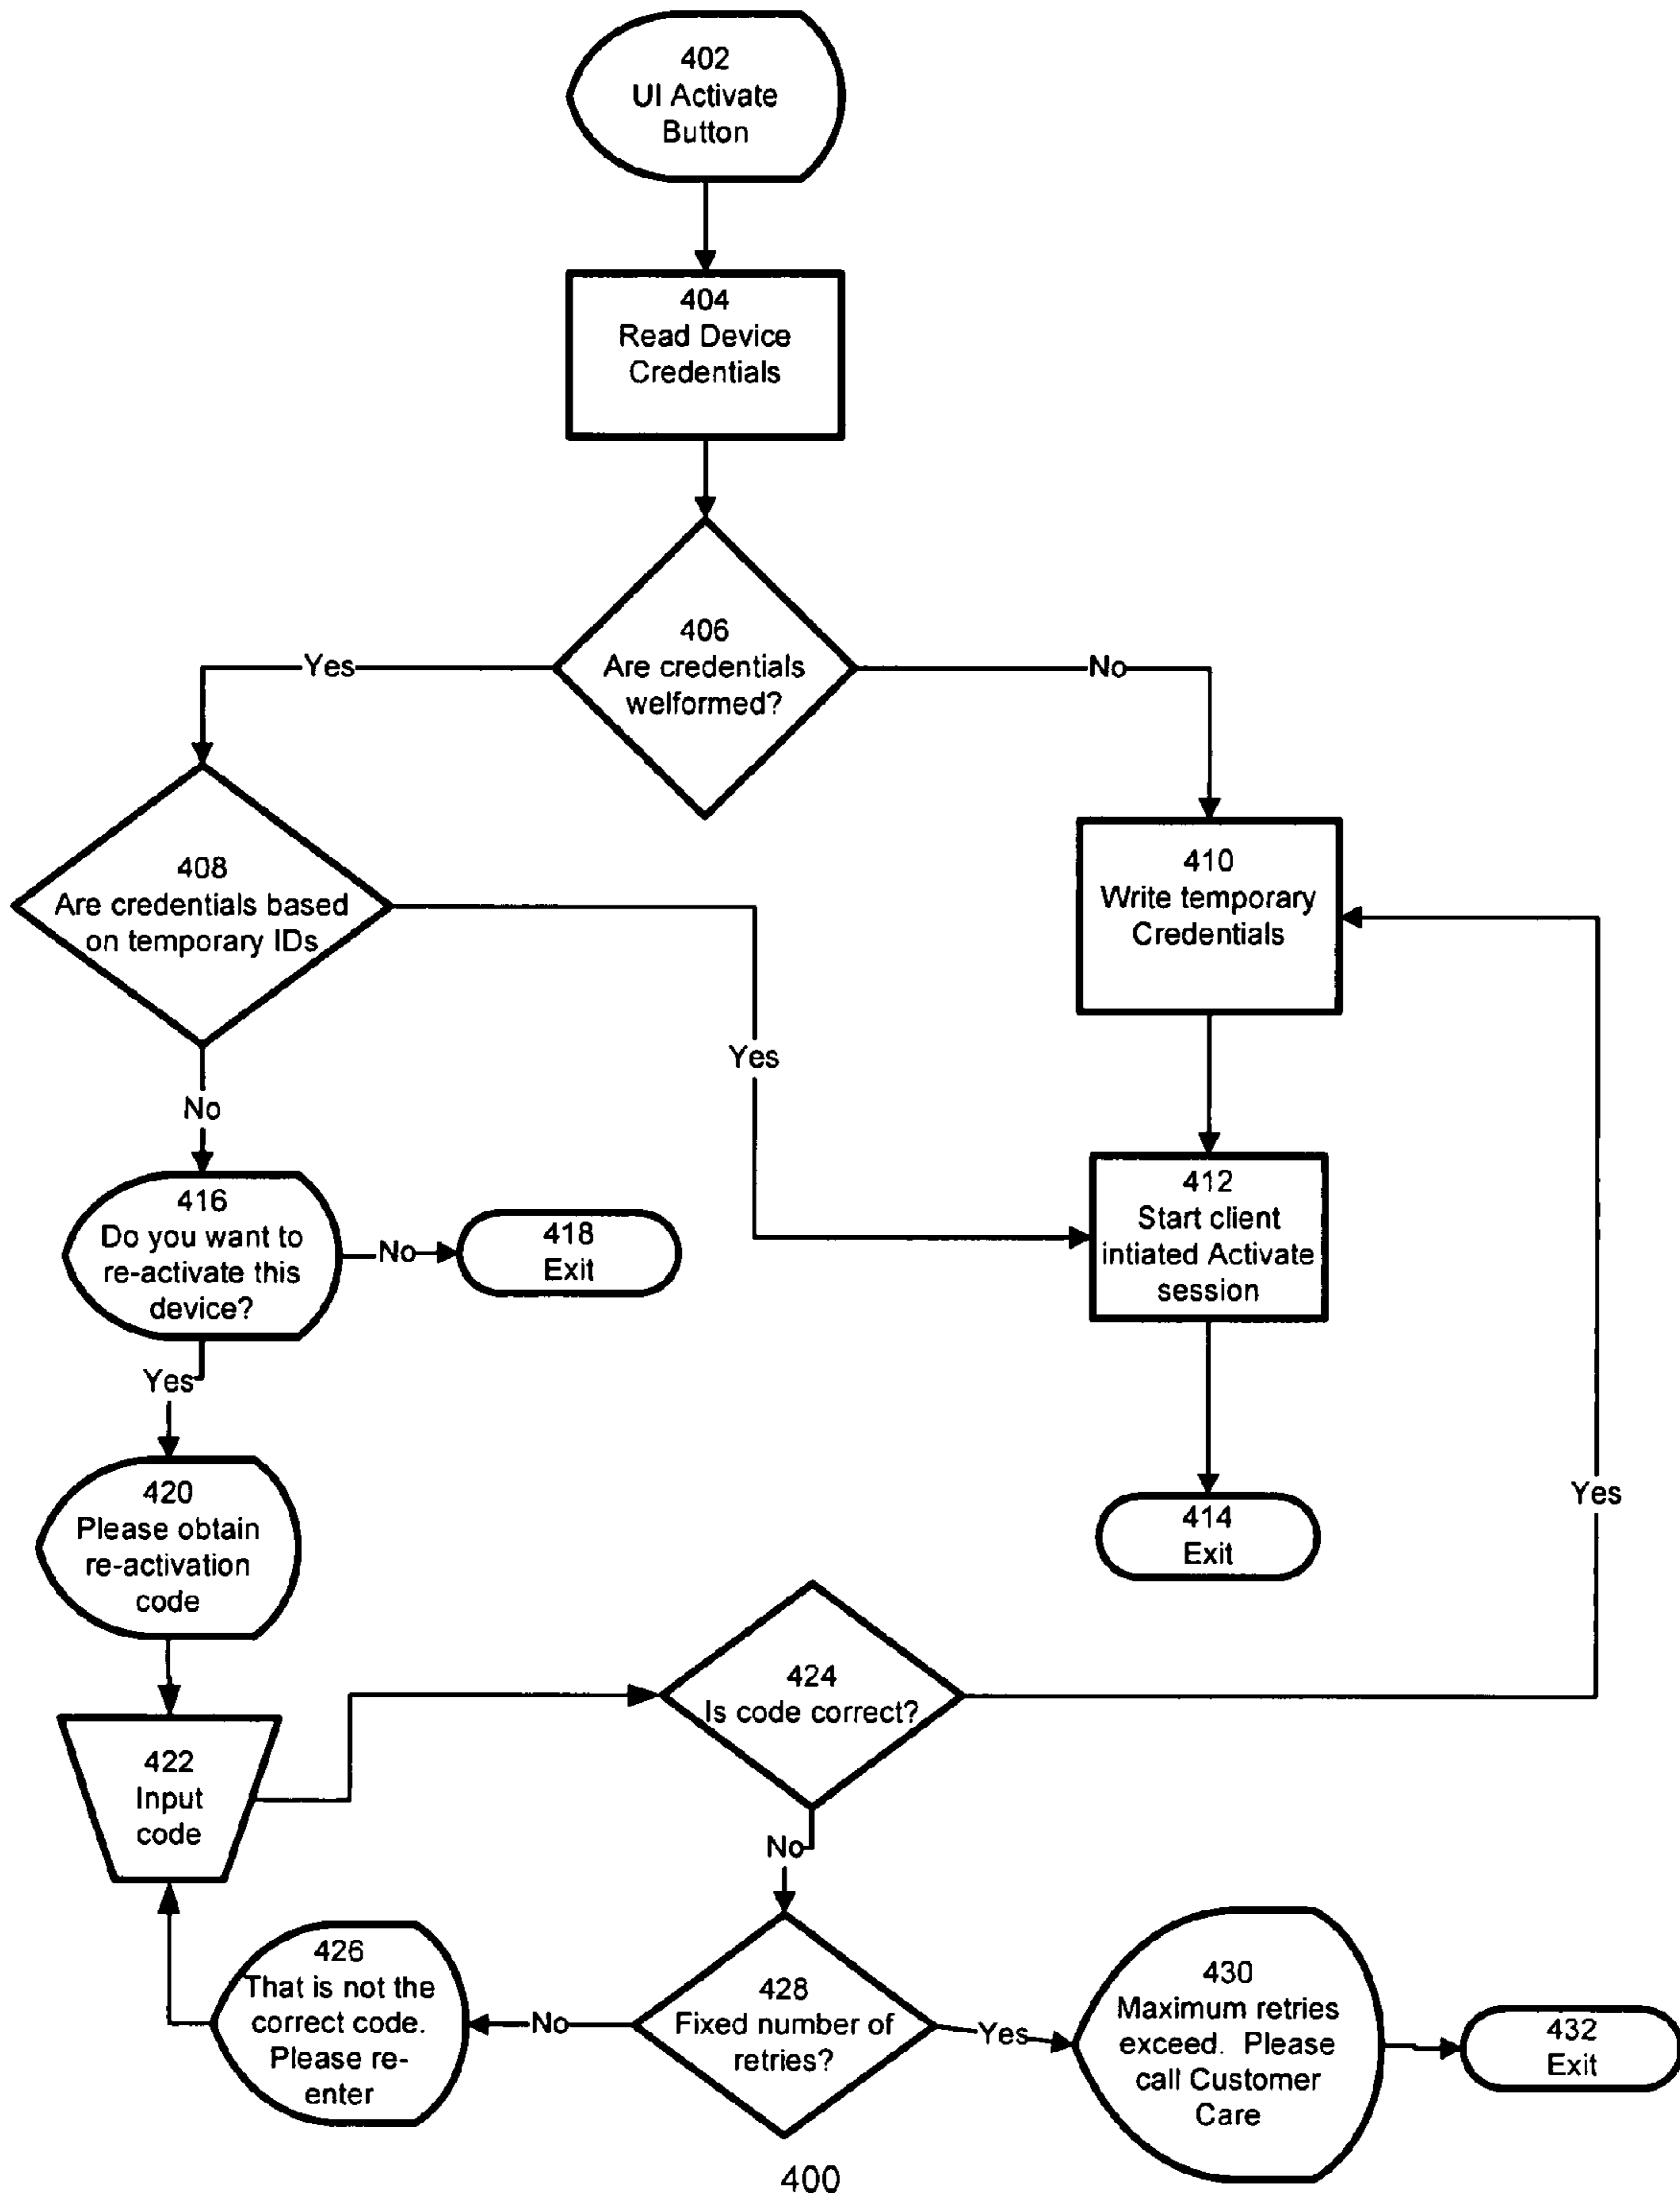 402
UI Activate
Button
404
Read Device
Credentials
406
Are credentials
welformed?
Yes
No
408
Are credentials based
on temporary IDs
410
Write temporary
Credentials
Yes
No
416
Do you want to
re-activate this
device?
No
418
Exit
412
Start client
intiated Activate
session
Yes
420
Please obtain
re-activation
code
414
Exit
Yes
424
Is code correct?
422
Input
code
No
426
That is not the
correct code.
Please re-
enter
No
428
Fixed number of
retries?
Yes
430
Maximum retries
exceed. Please
call Customer
Care
432
Exit
400